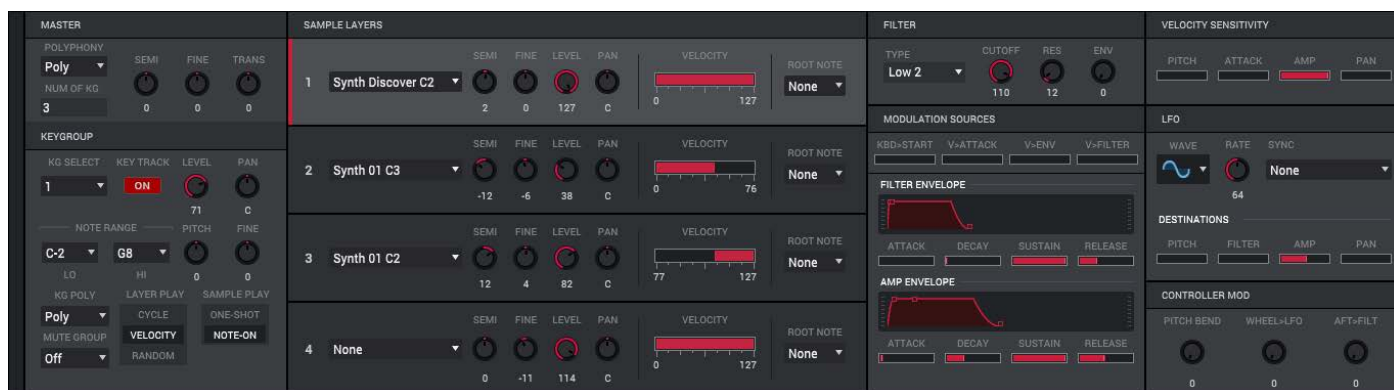 MASTER
POLYPHONY
Poly
SEMI FINE TRANS
NUM OF KG
3
0 0 0
KEYGROUP
KG SELECT KEY TRACK LEVEL PAN
1 ON
71 C
NOTE RANGE PITCH FINE
C-2 G8
LO HI 0 0
KG POLY LAYER PLAY SAMPLE PLAY
Poly CYCLE ONE-SHOT
MUTE GROUP VELOCITY NOTE-ON
Off RANDOM
SAMPLE LAYERS
SEMI FINE LEVEL PAN VELOCITY ROOT NOTE
1 Synth Discover C2 None
2 0 127 C 0 127
SEMI FINE LEVEL PAN VELOCITY ROOT NOTE
2 Synth 01 C3 None
-12 -6 38 C 0 76
SEMI FINE LEVEL PAN VELOCITY ROOT NOTE
3 Synth 01 C2 None
12 4 82 C 77 127
SEMI FINE LEVEL PAN VELOCITY ROOT NOTE
4 None None
0 -11 114 C 0 127
FILTER
TYPE CUTOFF RES ENV
Low 2
110 12 0
MODULATION SOURCES
KBD>START V>ATTACK V>ENV V>FILTER
FILTER ENVELOPE
ATTACK DECAY SUSTAIN RELEASE
AMP ENVELOPE
ATTACK DECAY SUSTAIN RELEASE
VELOCITY SENSITIVITY
PITCH ATTACK AMP PAN
LFO
WAVE RATE SYNC
None
64
DESTINATIONS
PITCH FILTER AMP PAN
CONTROLLER MOD
PITCH BEND WHEEL>LFO AFT>FILT
0 0 0